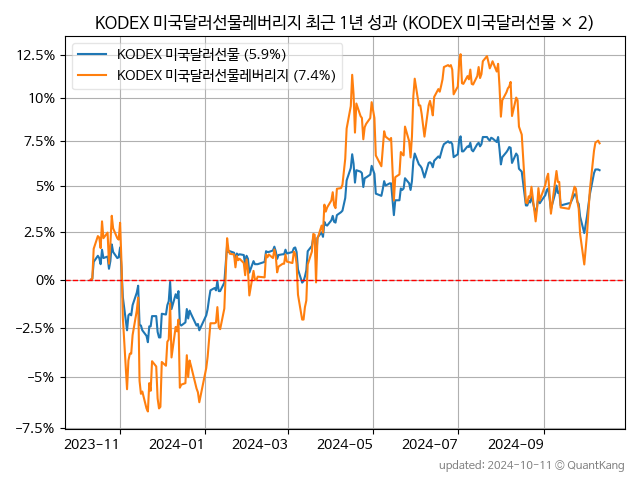 KODEX 미국달러선물레버리지 최근 1년 성과 (KODEX 미국달러선물 × 2)
KODEX 미국달러선물 (5.9%)
KODEX 미국달러선물레버리지 (7.4%)
12.5%
10%
7.5%
5%
2.5%
0%
−2.5%
−5%
−7.5%
2023-11 2024-01 2024-03 2024-05 2024-07 2024-09
updated: 2024-10-11 © QuantKang